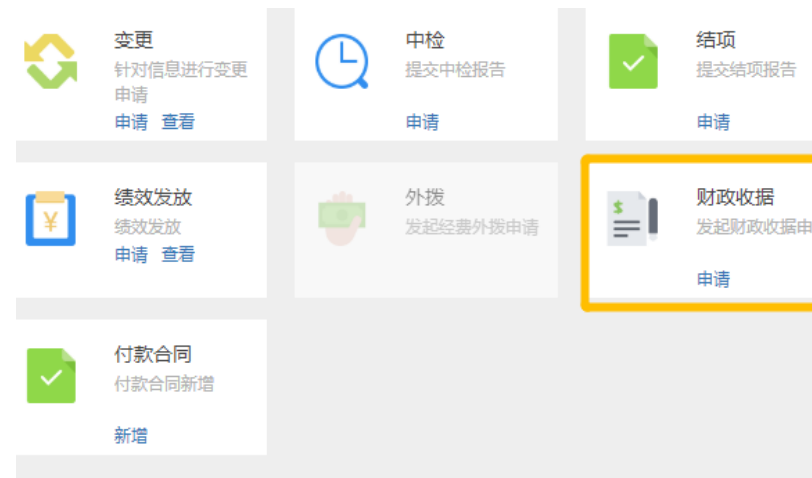 变更
针对信息进行变更
申请
申请 查看
中检
提交中检报告
申请
结项
提交结项报告
申请
绩效发放
¥
绩效发放
申请 查看
外拨
发起经费外拨申请
$
财政收据
发起财政收据申
申请
付款合同
付款合同新增
新增